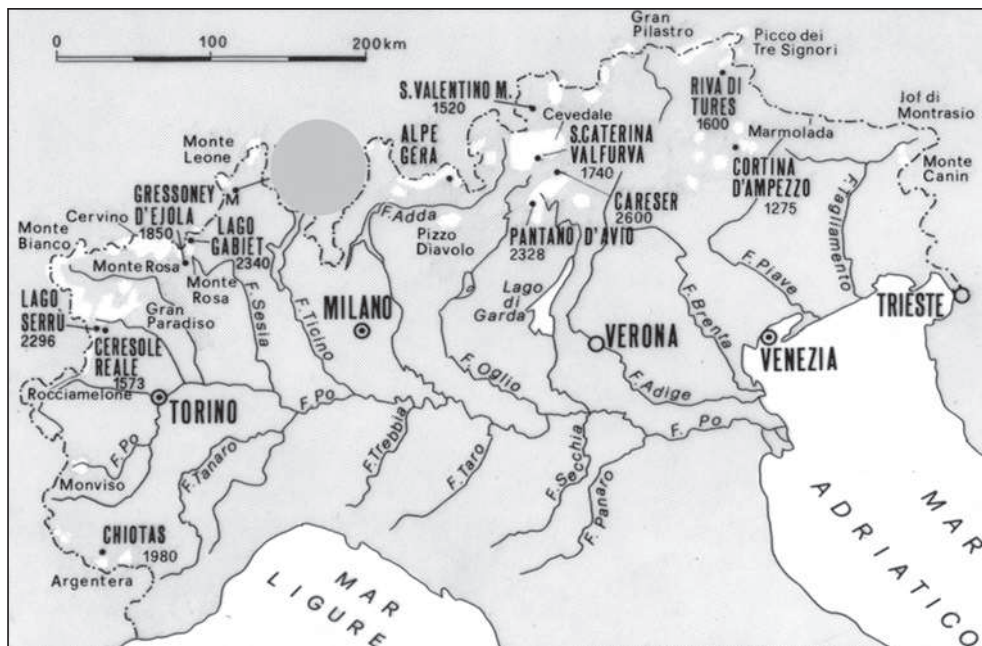 0 100 200 km
Gran
Pilastro
Picco dei
Tre Signori
S. VALENTINO M.
1520
Cevedale
RIVA DI
TURES
1600
Jof di
Montrasio
Marmolada
ALPE
GERA
S.CATERINA
VALFURVA
1740
CORTINA
D'AMPEZZO
1275
Monte
Canin
Monte
Leone
M
GRESSONEY
D'EJOLA
1850
LAGO
GABIET
2340
F. Adda
Pizzo
Diavolo
CARESER
2600
PANTANO D'AVIO
2328
F. Tagliamento
Cervino
Monte
Bianco
Monte Rosa
Monte
Rosa
Gran
Paradiso
LAGO
SERRÙ
2296
CERESOLE
REALE
1573
F. Sesia
F. Ticino
MILANO
Lago
di
Garda
F. Oglio
VERONA
F. Adige
F. Brenta
F. Piave
VENEZIA
TRIESTE
Rocciamelone
TORINO
F. Po
F. Po
F. Po
Monviso
F. Tanaro
F. Trebbia
F. Taro
F. Secchia
F. Panaro
CHIOTAS
1980
Argentera
MAR
LIGURE
MAR
ADRIATICO